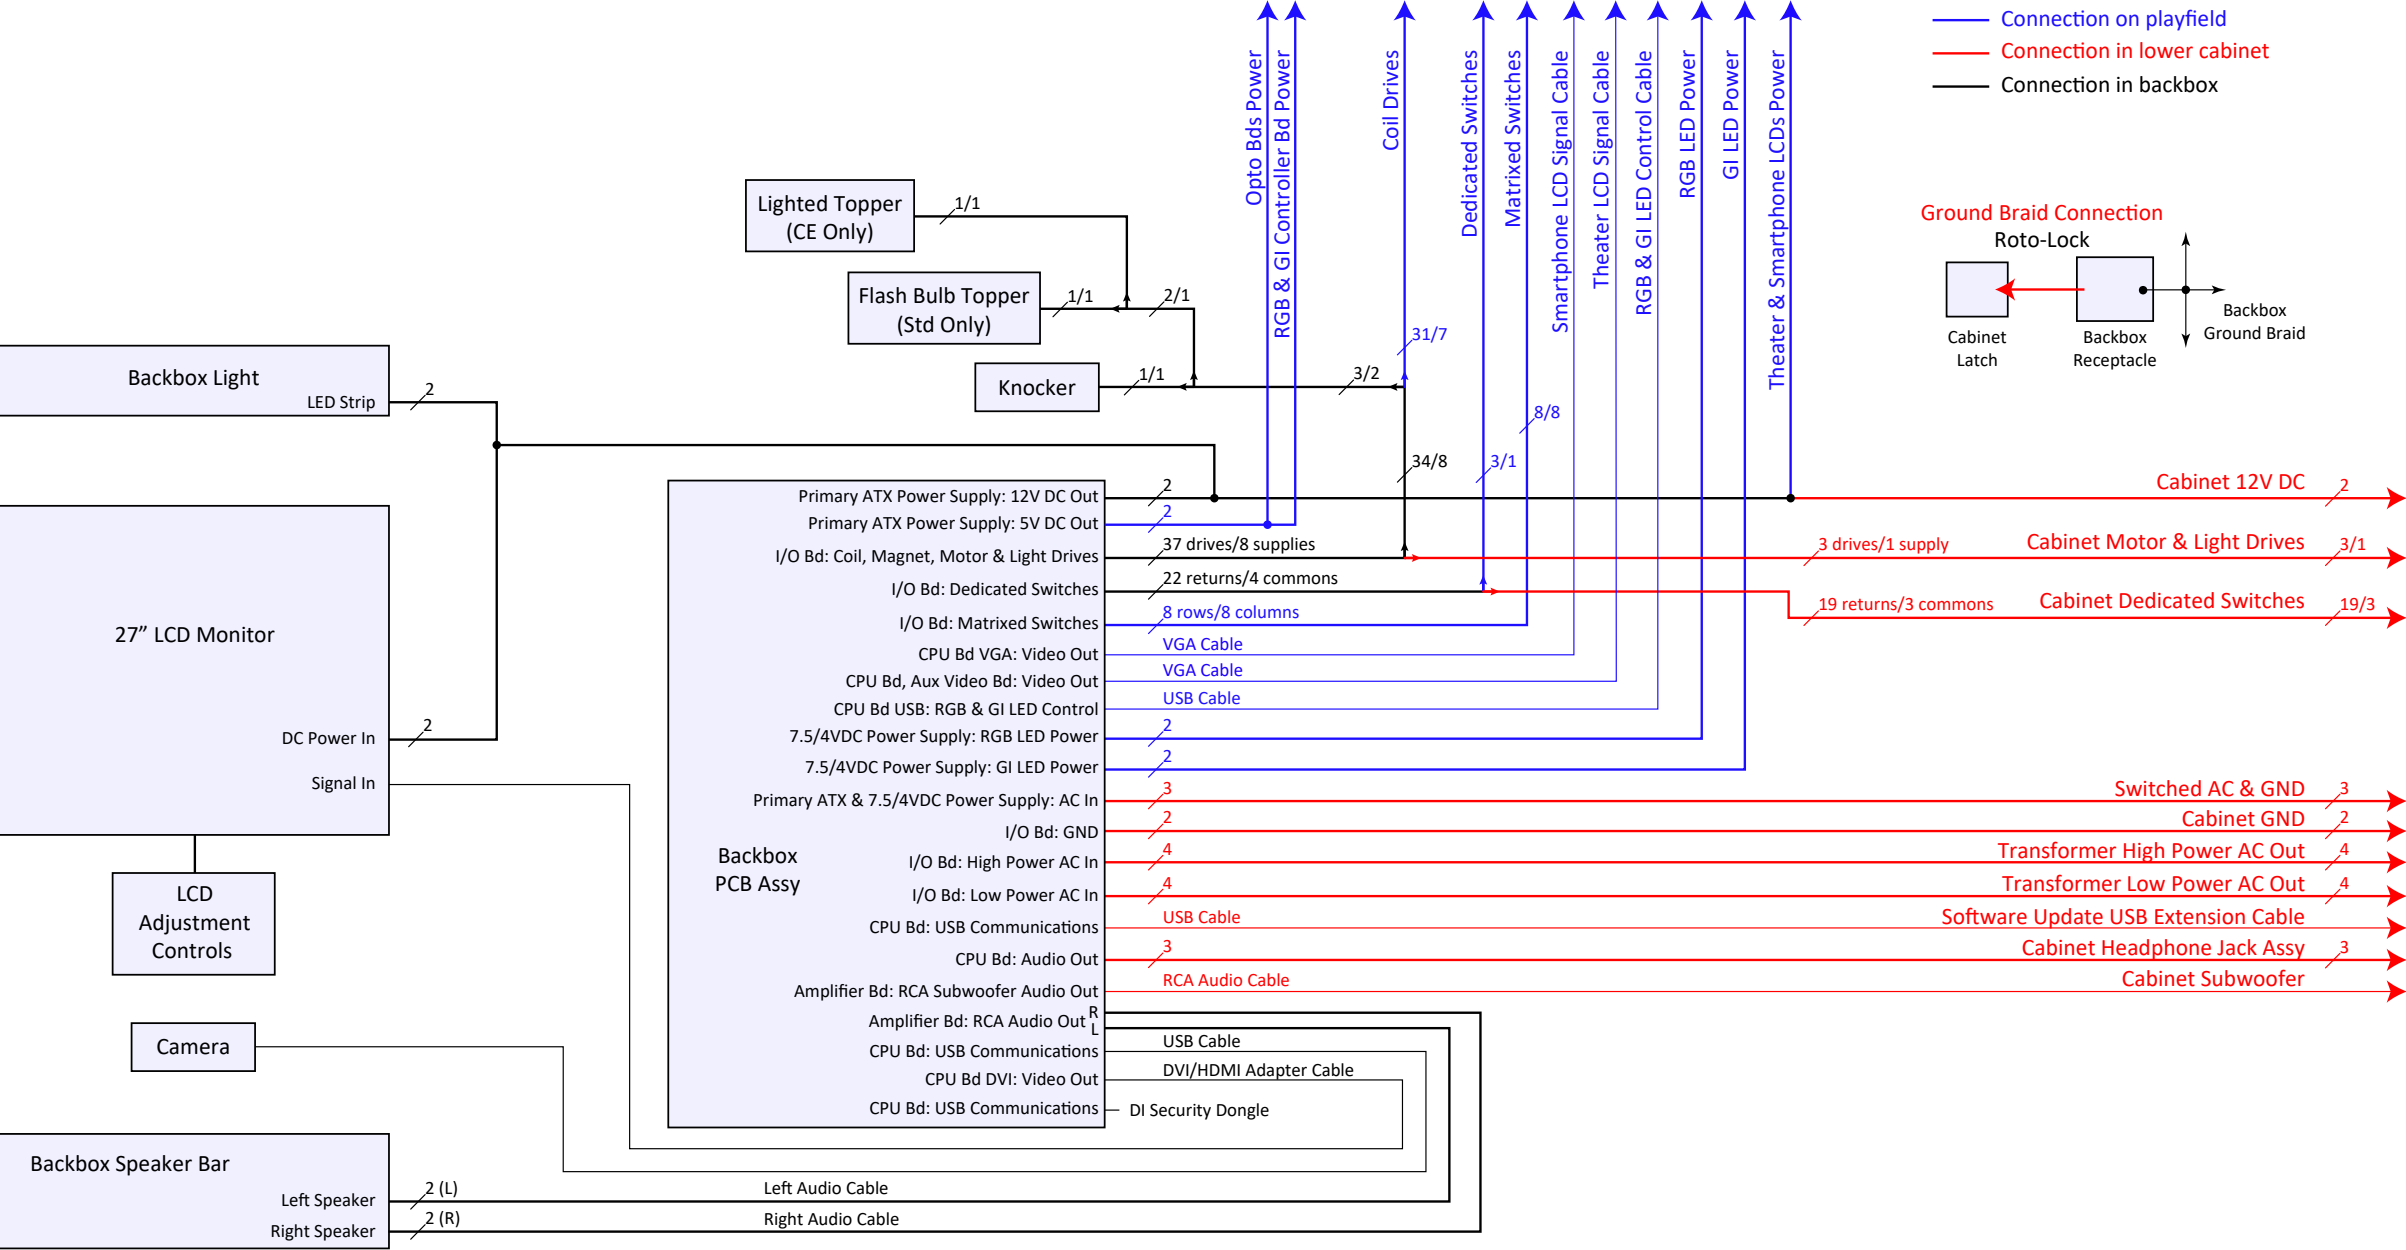 Connection on playfield
Connection in lower cabinet
Connection in backbox
Opto Bds Power
RGB & GI Controller Bd Power
Coil Drives
Dedicated Switches
Matrixed Switches
Smartphone LCD Signal Cable
Theater LCD Signal Cable
RGB & GI LED Control Cable
RGB LED Power
GI LED Power
Theater & Smartphone LCDs Power
Lighted Topper
(CE Only)
1/1
Flash Bulb Topper
(Std Only)
1/1
2/1
Knocker
1/1
3/2
31/7
8/8
34/8
3/1
Ground Braid Connection
Roto-Lock
Cabinet
Latch
Backbox
Receptacle
Backbox
Ground Braid
Backbox Light
LED Strip
2
27” LCD Monitor
DC Power In
2
Signal In
LCD
Adjustment
Controls
Camera
Backbox Speaker Bar
Left Speaker
2 (L)
Left Audio Cable
Right Speaker
2 (R)
Right Audio Cable
Backbox
PCB Assy
Primary ATX Power Supply: 12V DC Out
2
Cabinet 12V DC
2
Primary ATX Power Supply: 5V DC Out
2
I/O Bd: Coil, Magnet, Motor & Light Drives
37 drives/8 supplies
3 drives/1 supply
Cabinet Motor & Light Drives
3/1
I/O Bd: Dedicated Switches
22 returns/4 commons
19 returns/3 commons
Cabinet Dedicated Switches
19/3
I/O Bd: Matrixed Switches
8 rows/8 columns
CPU Bd VGA: Video Out
VGA Cable
CPU Bd, Aux Video Bd: Video Out
VGA Cable
CPU Bd USB: RGB & GI LED Control
USB Cable
7.5/4VDC Power Supply: RGB LED Power
2
7.5/4VDC Power Supply: GI LED Power
2
Primary ATX & 7.5/4VDC Power Supply: AC In
3
Switched AC & GND
3
I/O Bd: GND
2
Cabinet GND
2
I/O Bd: High Power AC In
4
Transformer High Power AC Out
4
I/O Bd: Low Power AC In
4
Transformer Low Power AC Out
4
CPU Bd: USB Communications
USB Cable
Software Update USB Extension Cable
CPU Bd: Audio Out
3
Cabinet Headphone Jack Assy
3
Amplifier Bd: RCA Subwoofer Audio Out
RCA Audio Cable
Cabinet Subwoofer
Amplifier Bd: RCA Audio Out
R
L
CPU Bd: USB Communications
USB Cable
CPU Bd DVI: Video Out
DVI/HDMI Adapter Cable
CPU Bd: USB Communications
DI Security Dongle